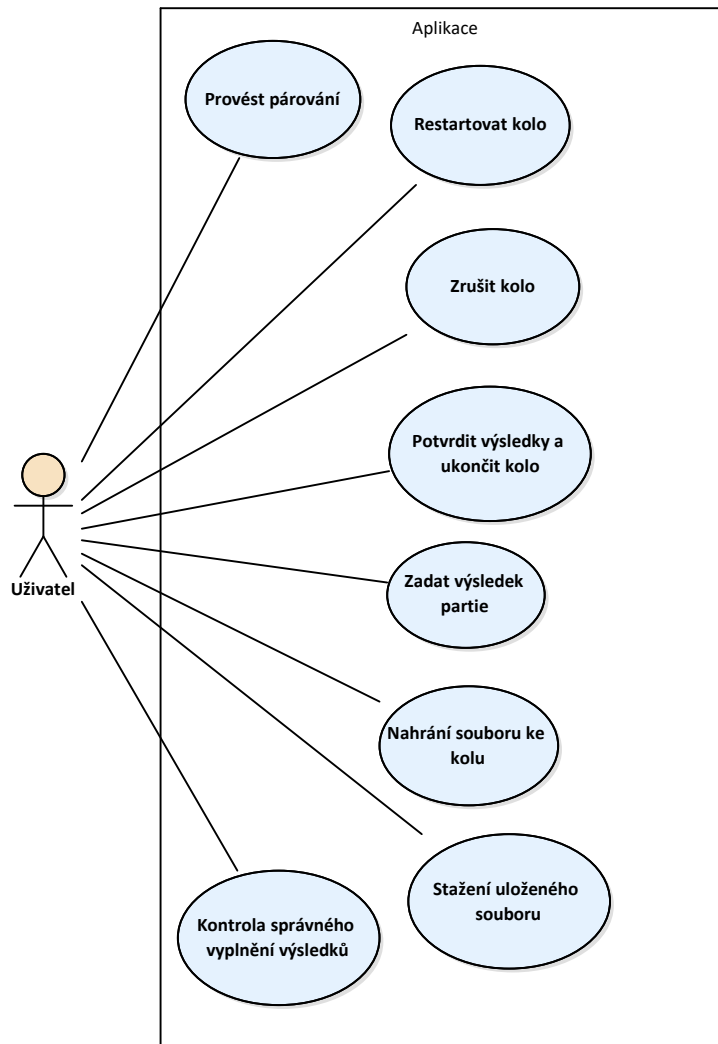 Aplikace
Provést párování
Restartovat kolo
Zrušit kolo
Potvrdit výsledky a
ukončit kolo
Zadat výsledek
partie
Uživatel
Nahrání souboru ke
kolu
Stažení uloženého
souboru
Kontrola správného
vyplnění výsledků